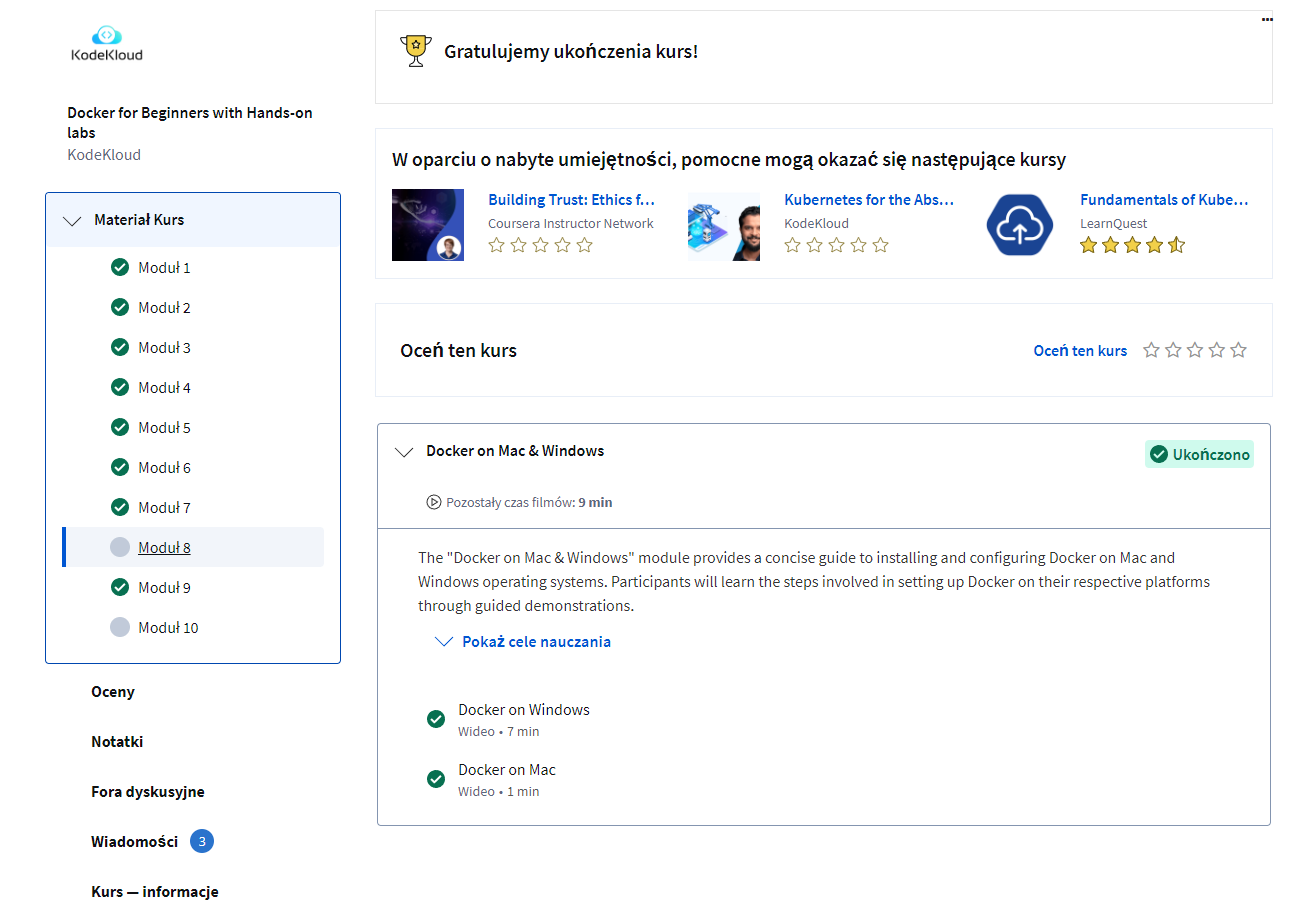 KodeKloud
Docker for Beginners with Hands-on
labs
KodeKloud
Materiał Kurs
Moduł 1
Moduł 2
Moduł 3
Moduł 4
Moduł 5
Moduł 6
Moduł 7
Moduł 8
Moduł 9
Moduł 10
Oceny
Notatki
Fora dyskusyjne
Wiadomości 3
Kurs — informacje
Gratulujemy ukończenia kurs!
W oparciu o nabyte umiejętności, pomocne mogą okazać się następujące kursy
Building Trust: Ethics f...
Coursera Instructor Network
Kubernetes for the Abs...
KodeKloud
Fundamentals of Kube...
LearnQuest
Oceń ten kurs
Oceń ten kurs
Docker on Mac & Windows
Ukończono
Pozostały czas filmów: 9 min
The "Docker on Mac & Windows" module provides a concise guide to installing and configuring Docker on Mac and
Windows operating systems. Participants will learn the steps involved in setting up Docker on their respective platforms
through guided demonstrations.
Pokaż cele nauczania
Docker on Windows
Wideo • 7 min
Docker on Mac
Wideo • 1 min